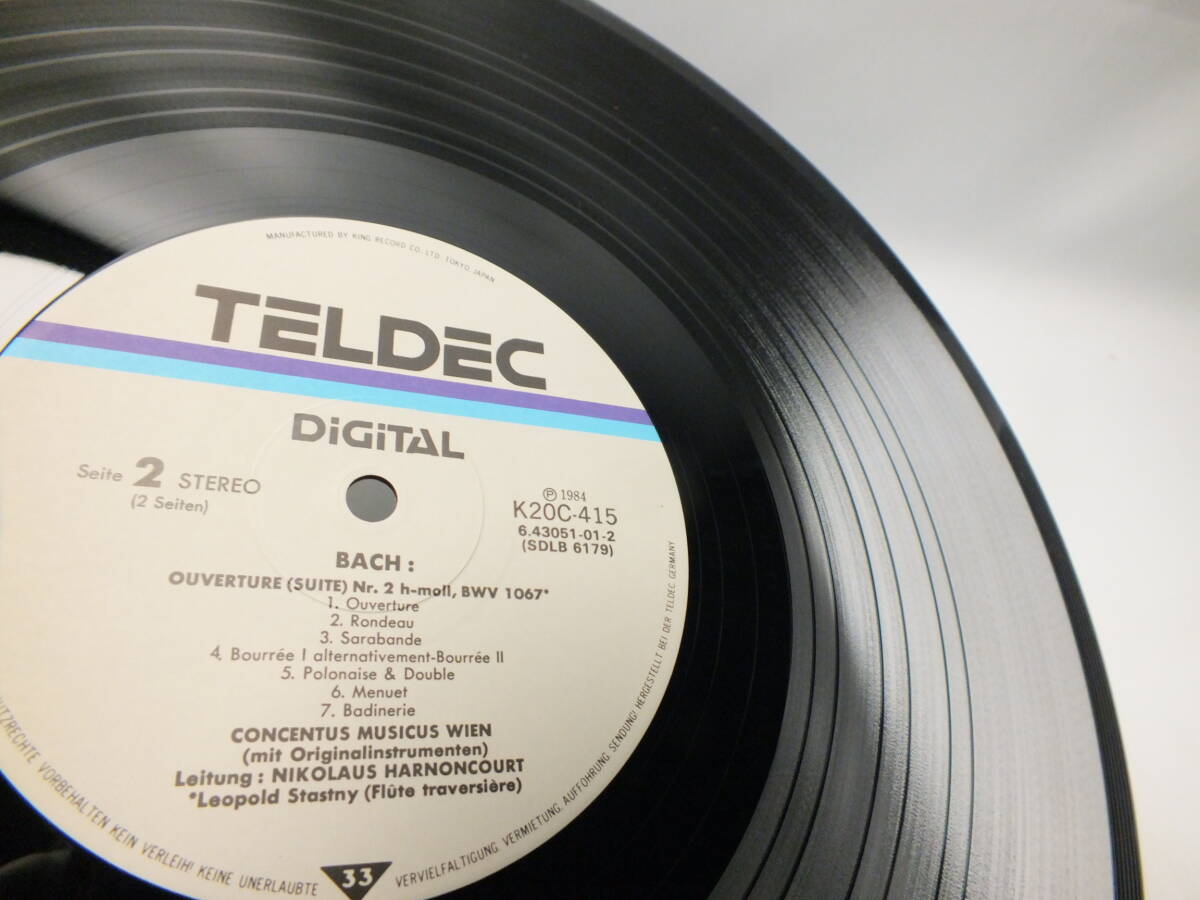 MANUFACTURED BY KING RECORD CO., LTD. TOKYO, JAPAN
TELDEC
DiGiTAL
Seite 2 STEREO
(2 Seiten)
Ⓟ 1984
K20C-415
6.43051-01-2
(SDLB 6179)
BACH :
OUVERTURE (SUITE) Nr. 2 h-moll, BWV 1067*
1. Ouverture
2. Rondeau
3. Sarabande
4. Bourrée I alternativement-Bourrée II
5. Polonaise & Double
6. Menuet
7. Badinerie
CONCENTUS MUSICUS WIEN
(mit Originalinstrumenten)
Leitung : NIKOLAUS HARNONCOURT
*Leopold Stastny (Flûte traversière)
33
VORBEHALTEN KEIN VERLEIH! KEINE UNERLAUBTE VERVIELFALTIGUNG VERMIETUNG, AUFFOHRUNG SENDUNG! HERGESTELLT BEI DER TELDEC GERMANY